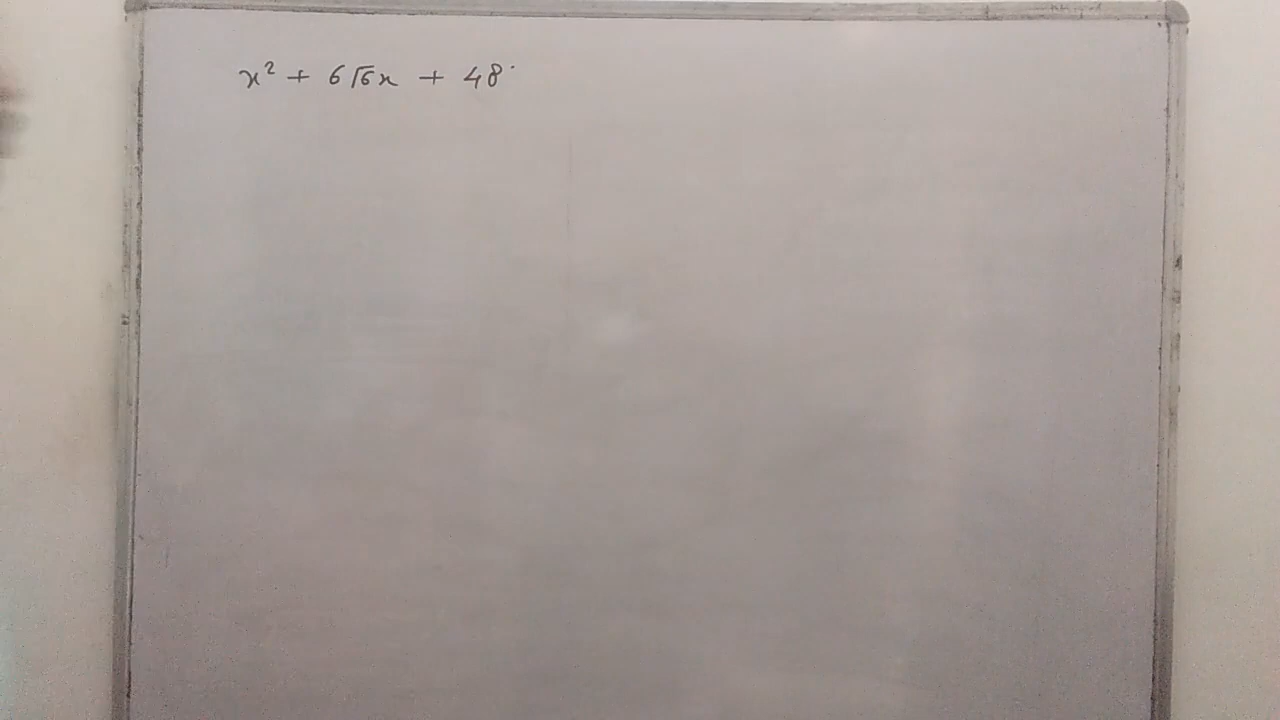 x² + 6√6x + 48